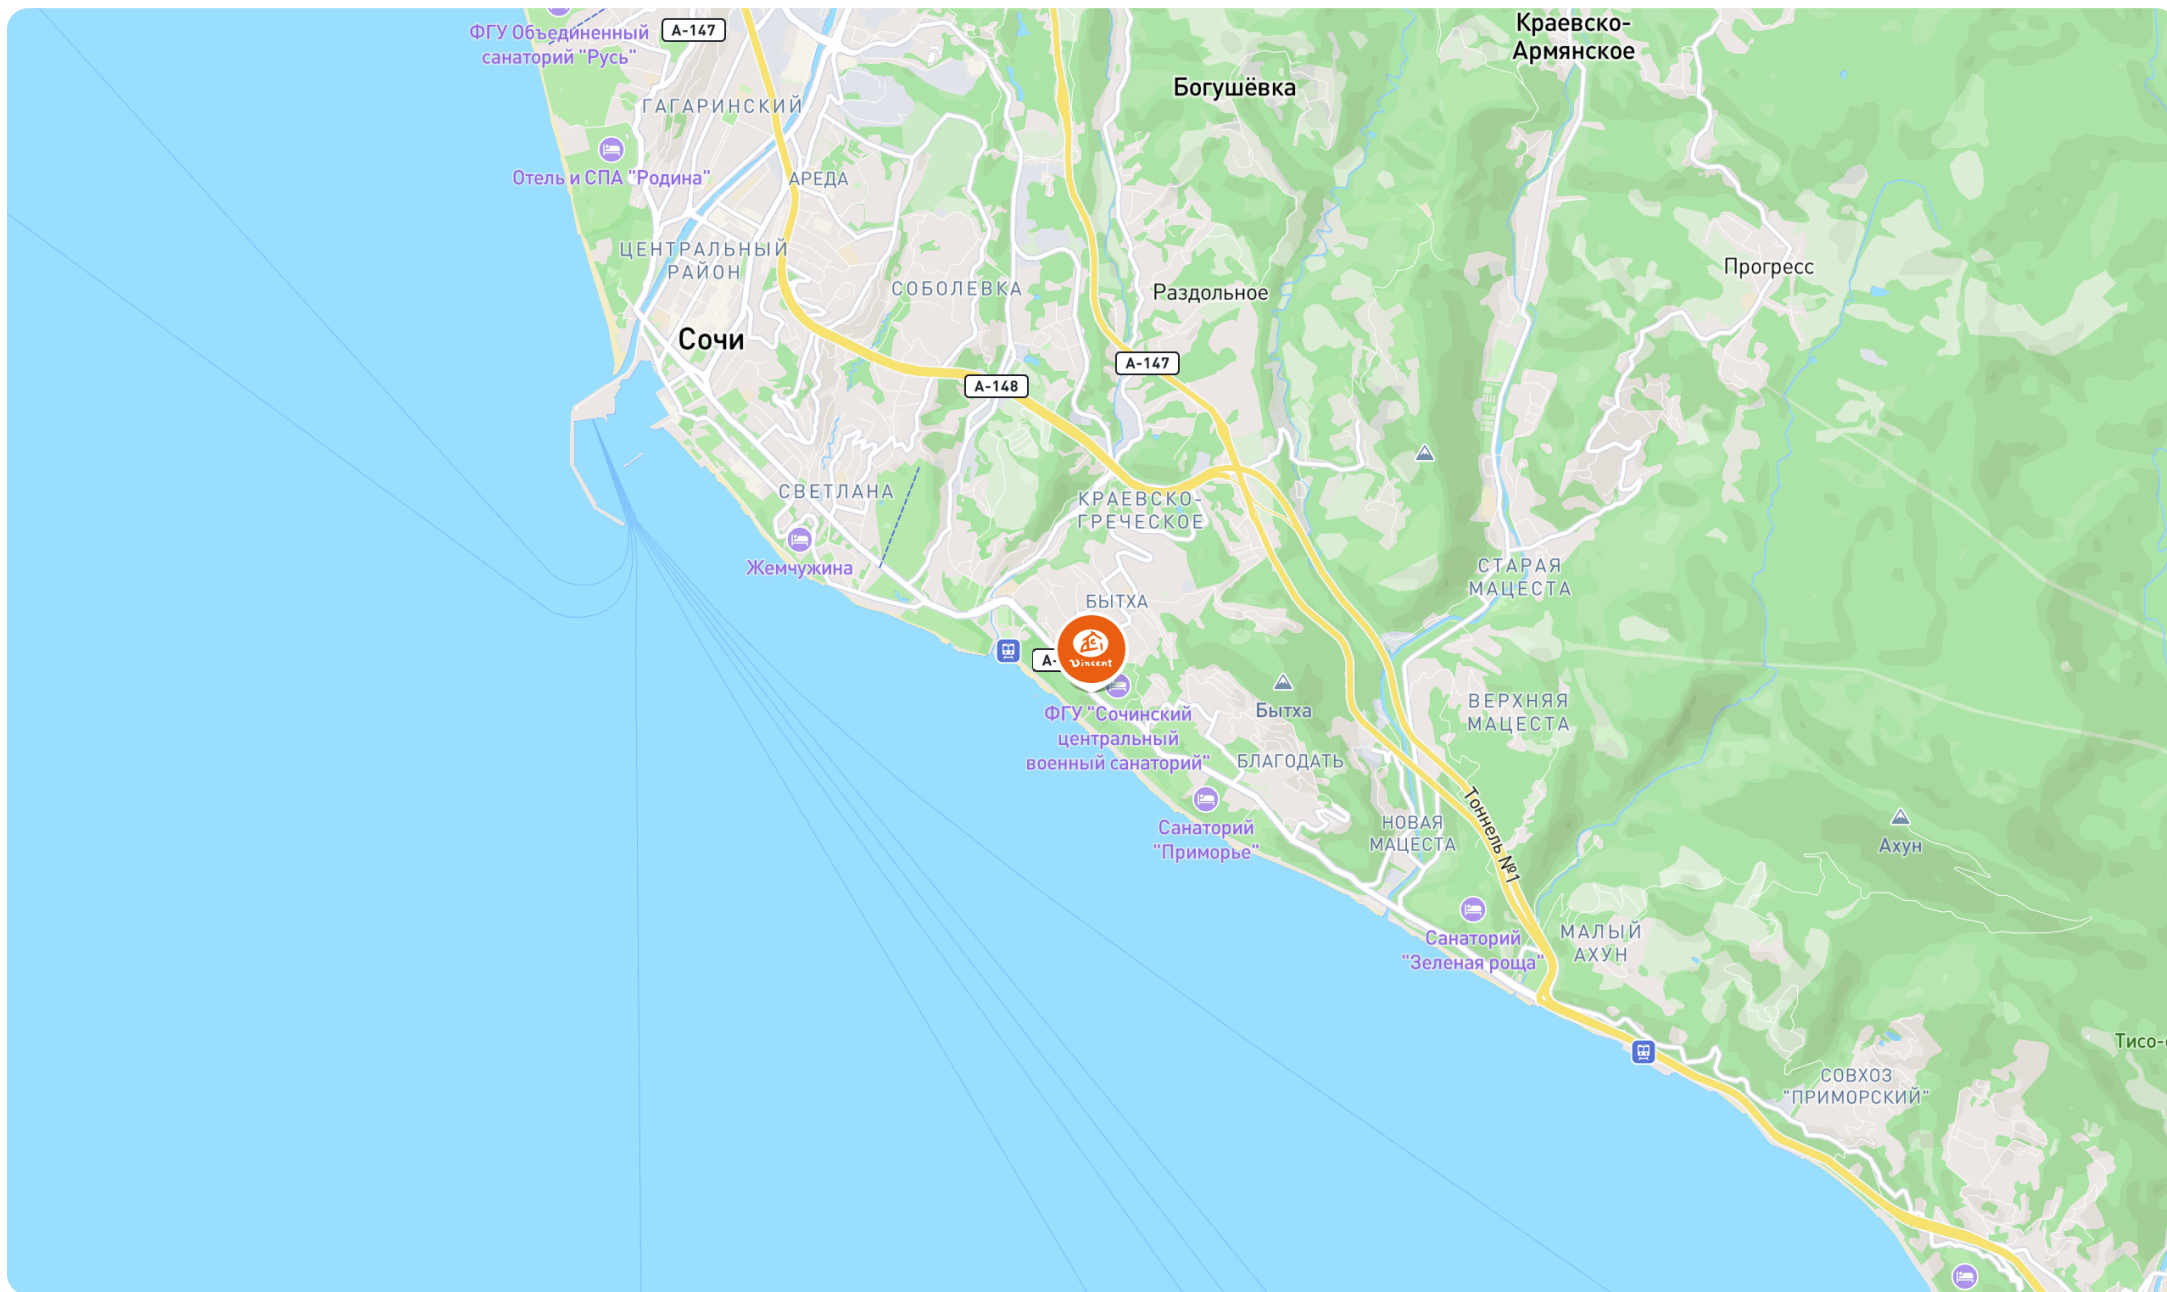 ФГУ Объединенный
санаторий "Русь"
А-147
Краевско-
Армянское
Богушёвка
ГАГАРИНСКИЙ
Отель и СПА "Родина"
АРЕДА
ЦЕНТРАЛЬНЫЙ
РАЙОН
СОБОЛЕВКА
Раздольное
Прогресс
Сочи
А-147
А-148
СВЕТЛАНА
КРАЕВСКО-
ГРЕЧЕСКОЕ
Жемчужина
СТАРАЯ
МАЦЕСТА
БЫТХА
Vincent
А-
ФГУ "Сочинский
центральный
военный санаторий"
Бытха
ВЕРХНЯЯ
МАЦЕСТА
БЛАГОДАТЬ
Тоннель №1
Санаторий
"Приморье"
НОВАЯ
МАЦЕСТА
Ахун
Санаторий
"Зеленая роща"
МАЛЫЙ
АХУН
Тисо-
СОВХОЗ
"ПРИМОРСКИЙ"